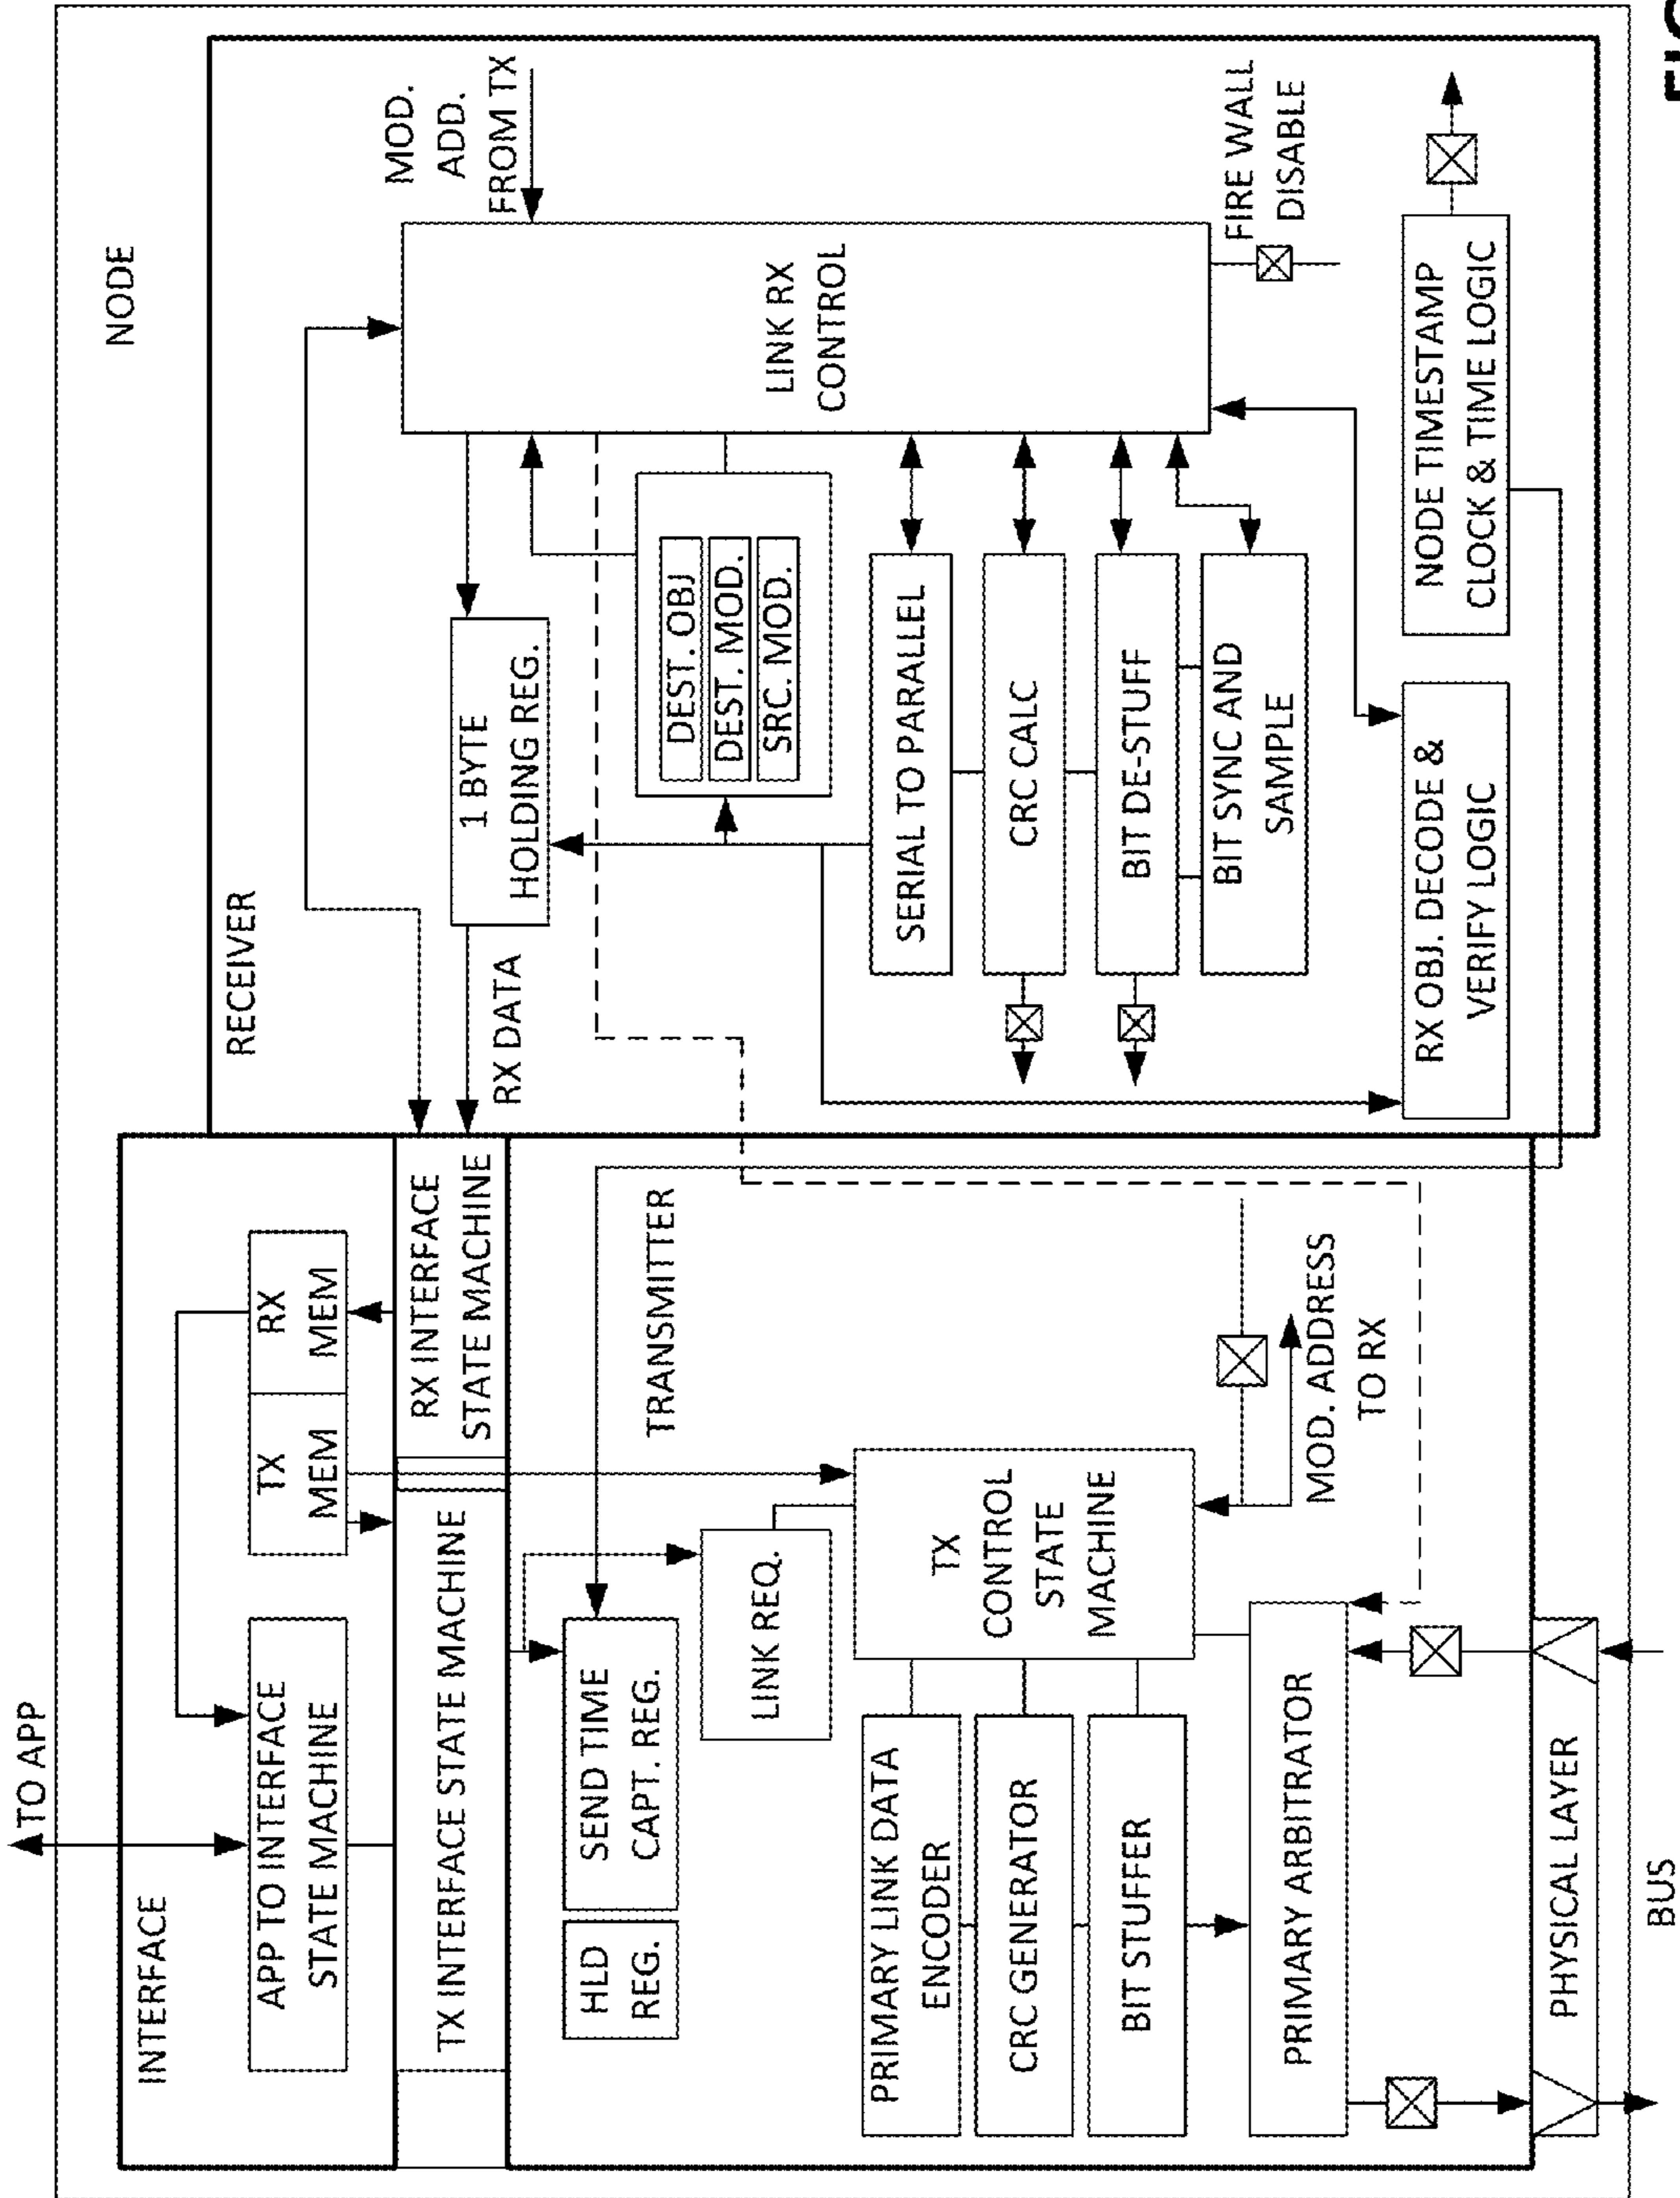 NODE
TO APP
INTERFACE
APP TO INTERFACE
STATE MACHINE
TX
MEM
RX
MEM
TX INTERFACE STATE MACHINE
RX INTERFACE
STATE MACHINE
HLD
REG.
SEND TIME
CAPT. REG.
LINK REQ.
TRANSMITTER
PRIMARY LINK DATA
ENCODER
CRC GENERATOR
BIT STUFFER
TX
CONTROL
STATE
MACHINE
PRIMARY ARBITRATOR
MOD. ADDRESS
TO RX
PHYSICAL LAYER
BUS
RECEIVER
RX DATA
1 BYTE
HOLDING REG.
DEST. OBJ
DEST. MOD.
SRC. MOD.
SERIAL TO PARALLEL
CRC CALC
BIT DE-STUFF
BIT SYNC AND
SAMPLE
LINK RX
CONTROL
MOD.
ADD.
FROM TX
FIRE WALL
DISABLE
RX OBJ. DECODE &
VERIFY LOGIC
NODE TIMESTAMP
CLOCK & TIME LOGIC